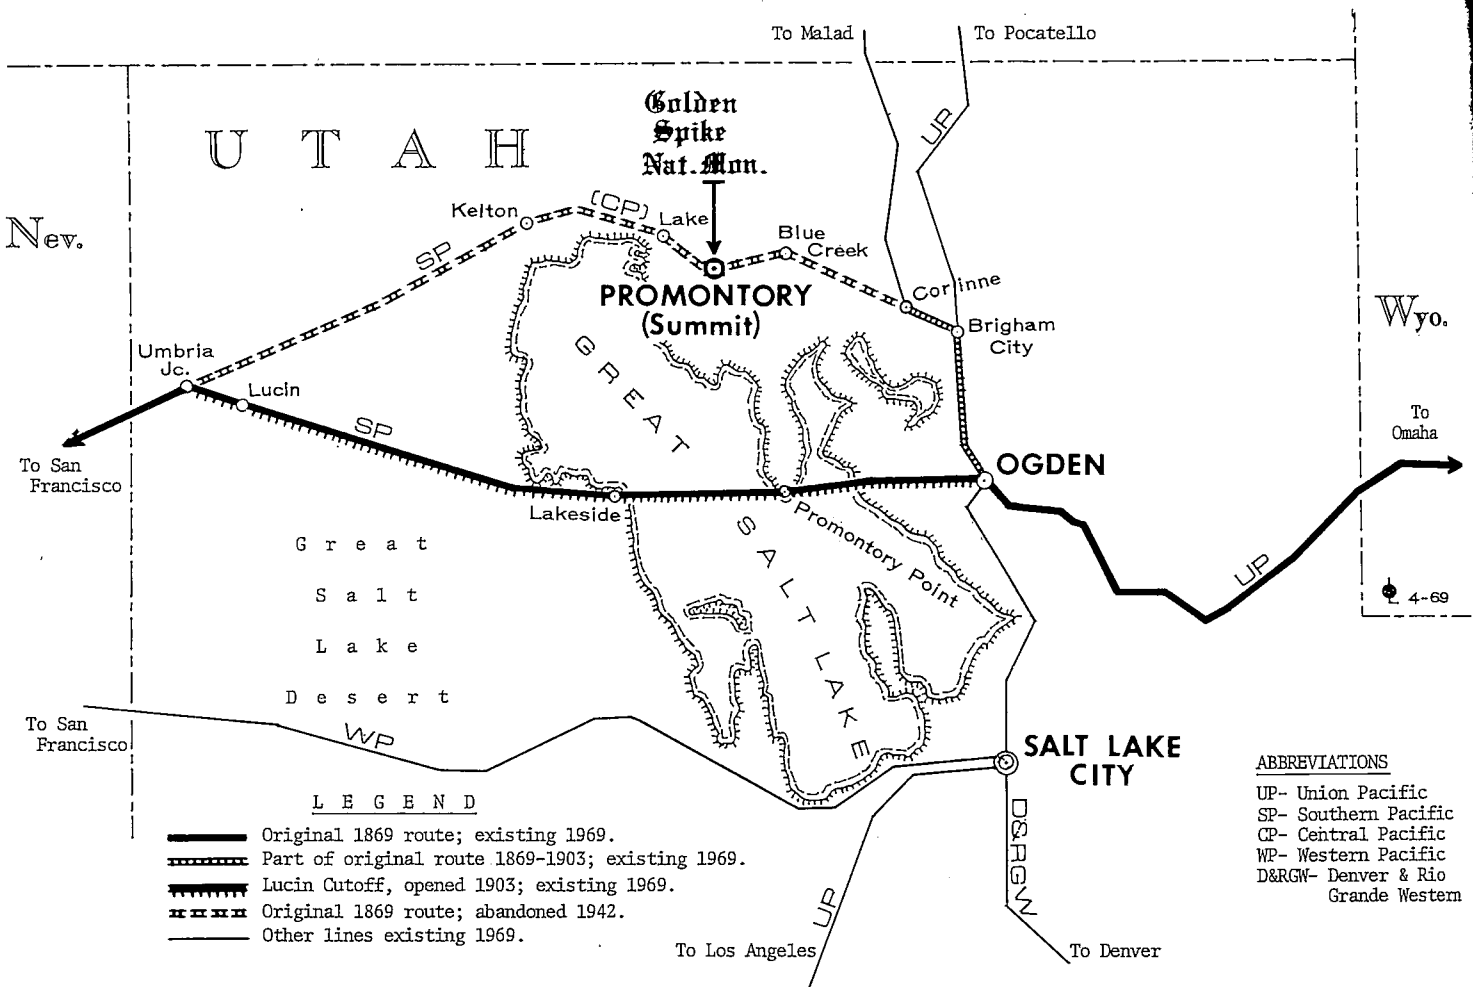 To Malad
To Pocatello
Golden
Spike
Nat. Mon.
UTAH
UP
Nev.
Kelton
(CP)
Lake
Blue
Creek
SP
PROMONTORY
(Summit)
Corinne
Brigham
City
Wyo.
Umbria
Jc.
Lucin
GREAT
SP
To
Omaha
To San
Francisco
OGDEN
Lakeside
Promontory Point
SALT LAKE
UP
4-69
Great
Salt
Lake
Desert
To San
Francisco
WP
SALT LAKE
CITY
LEGEND
Original 1869 route; existing 1969.
Part of original route 1869-1903; existing 1969.
Lucin Cutoff, opened 1903; existing 1969.
Original 1869 route; abandoned 1942.
Other lines existing 1969.
ABBREVIATIONS
UP- Union Pacific
SP- Southern Pacific
CP- Central Pacific
WP- Western Pacific
D&RGW- Denver & Rio
Grande Western
D&RGW
UP
To Los Angeles
To Denver